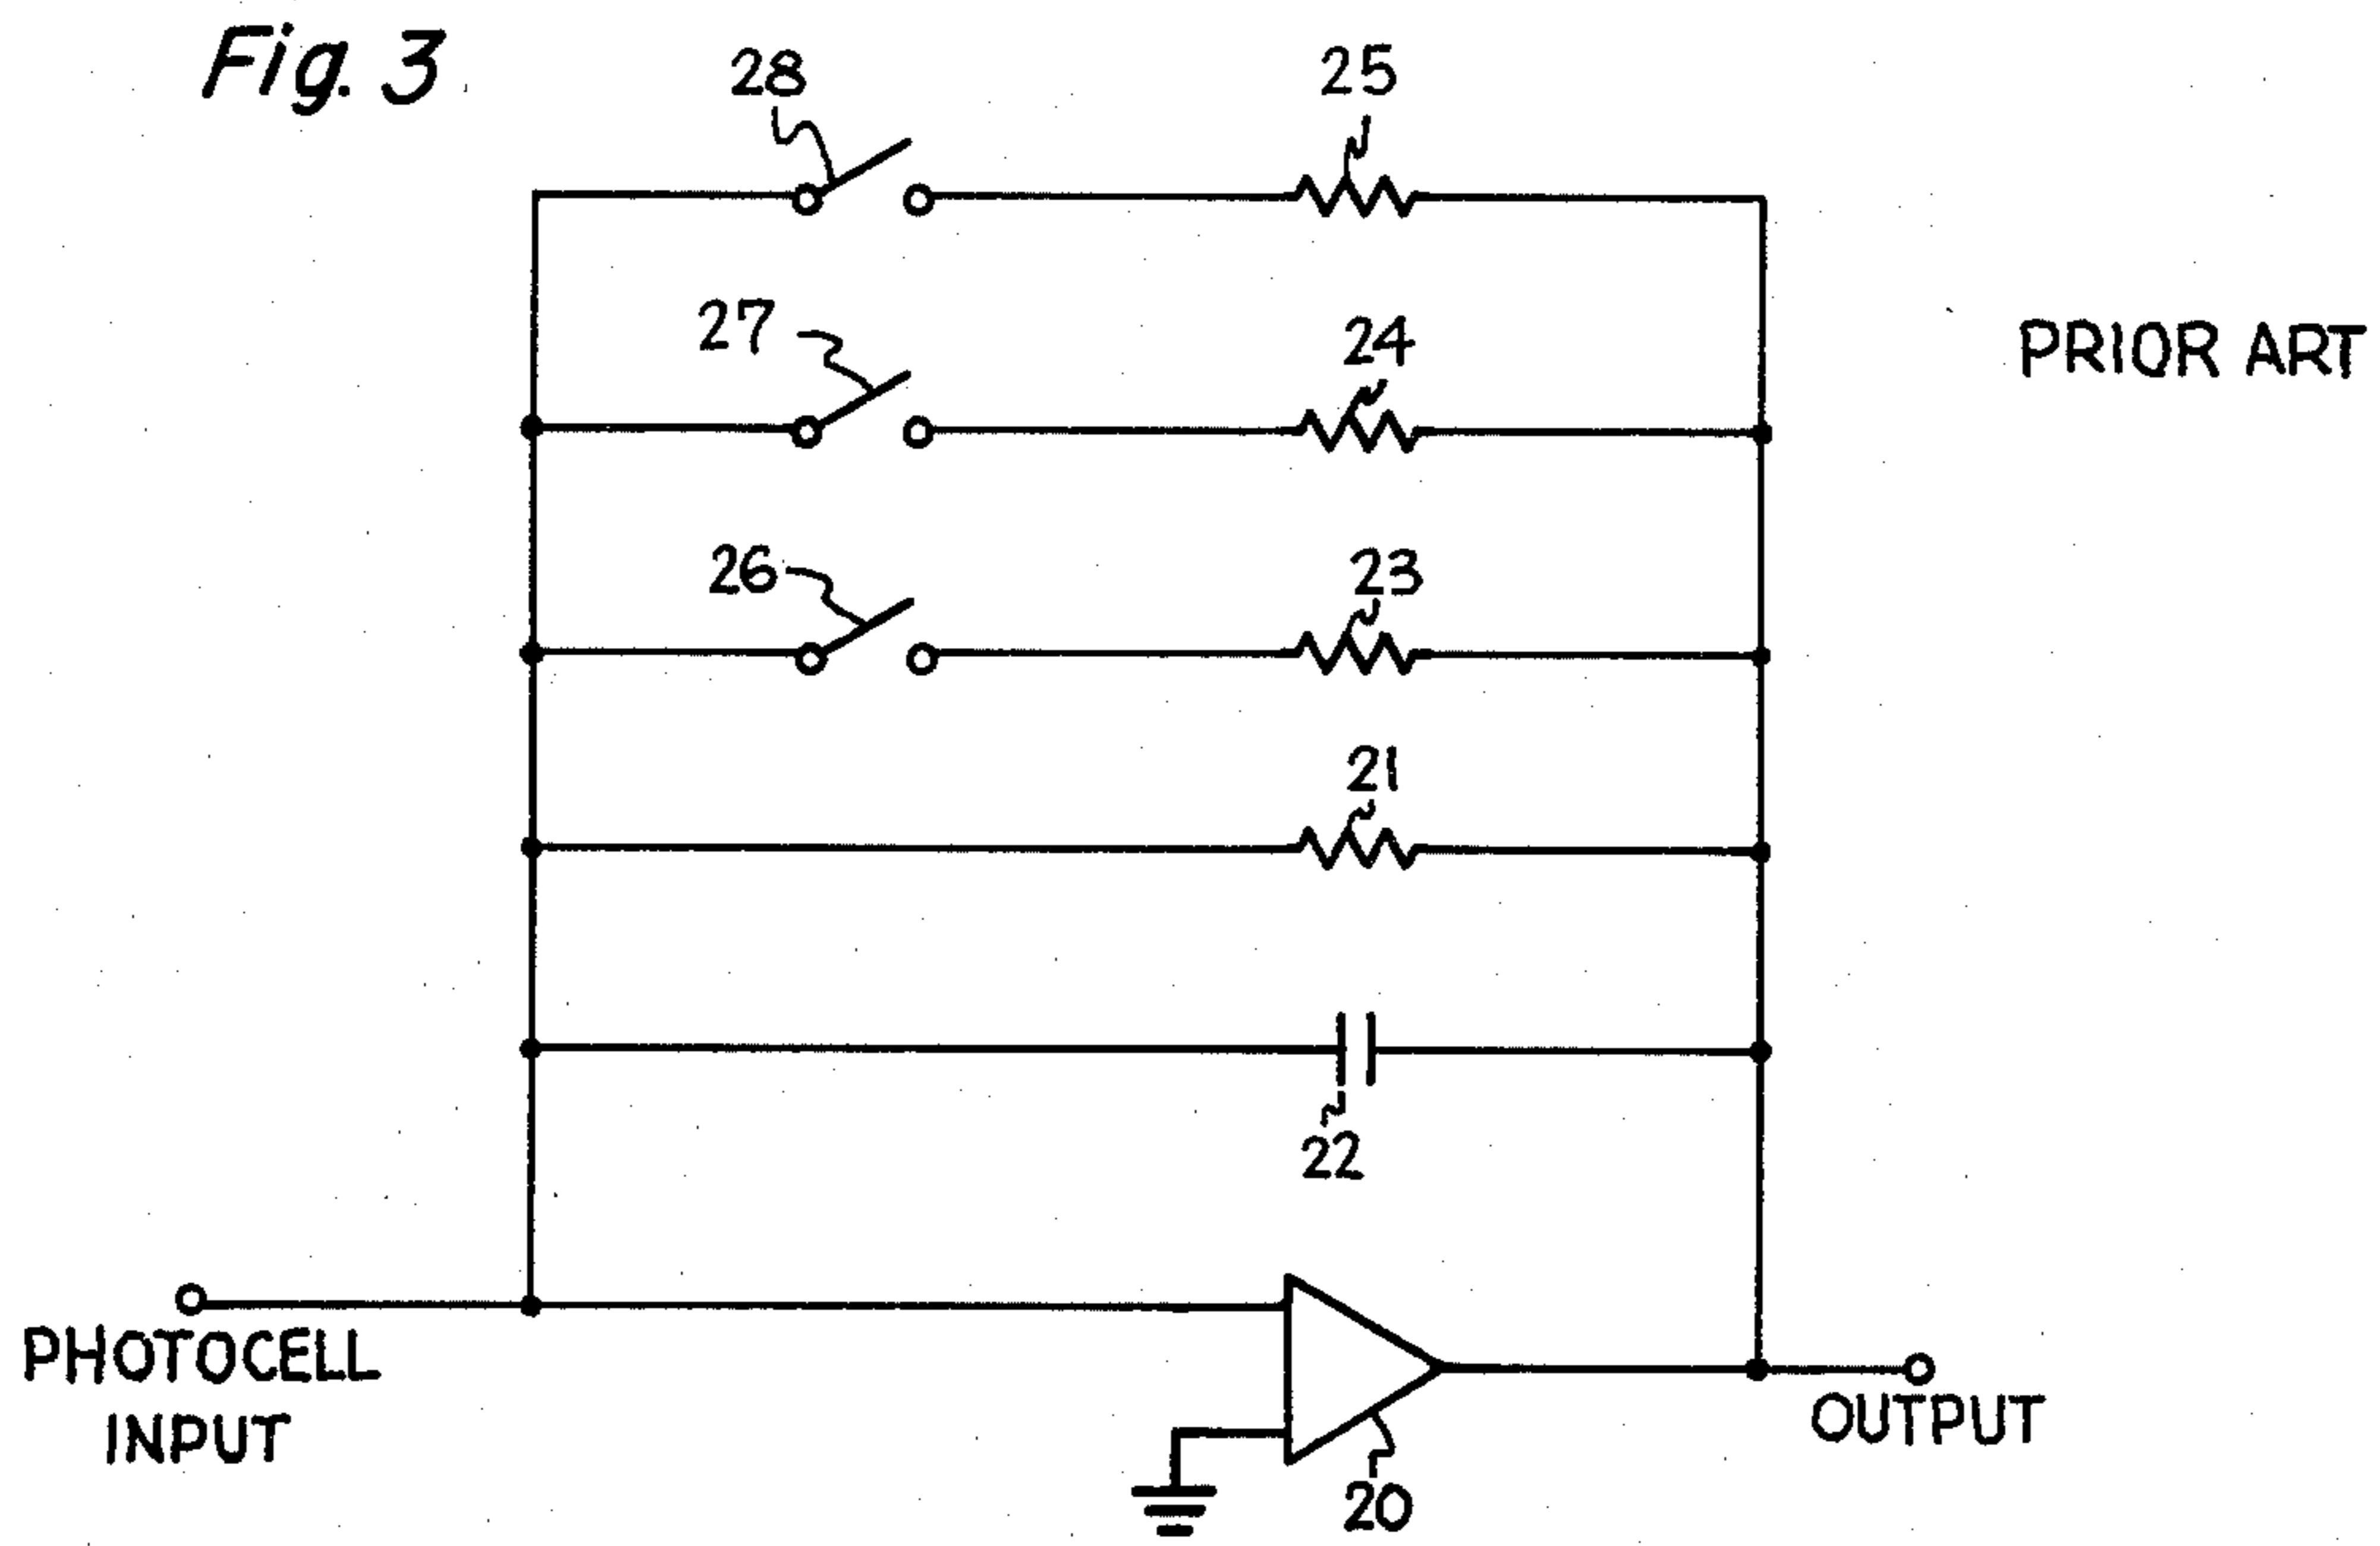 Fig. 3
28
25
27
24
PRIOR ART
26
23
21
22
PHOTOCELL
INPUT
OUTPUT
20